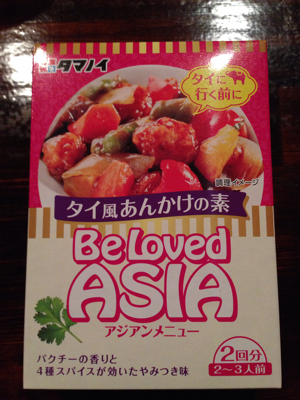 タマノイ
タイに
行く前に
調理イメージ
タイ風あんかけの素
BeLoved
ASIA
アジアンメニュー
パクチーの香りと
4種スパイスが効いたやみつき味
2回分
2〜3人前